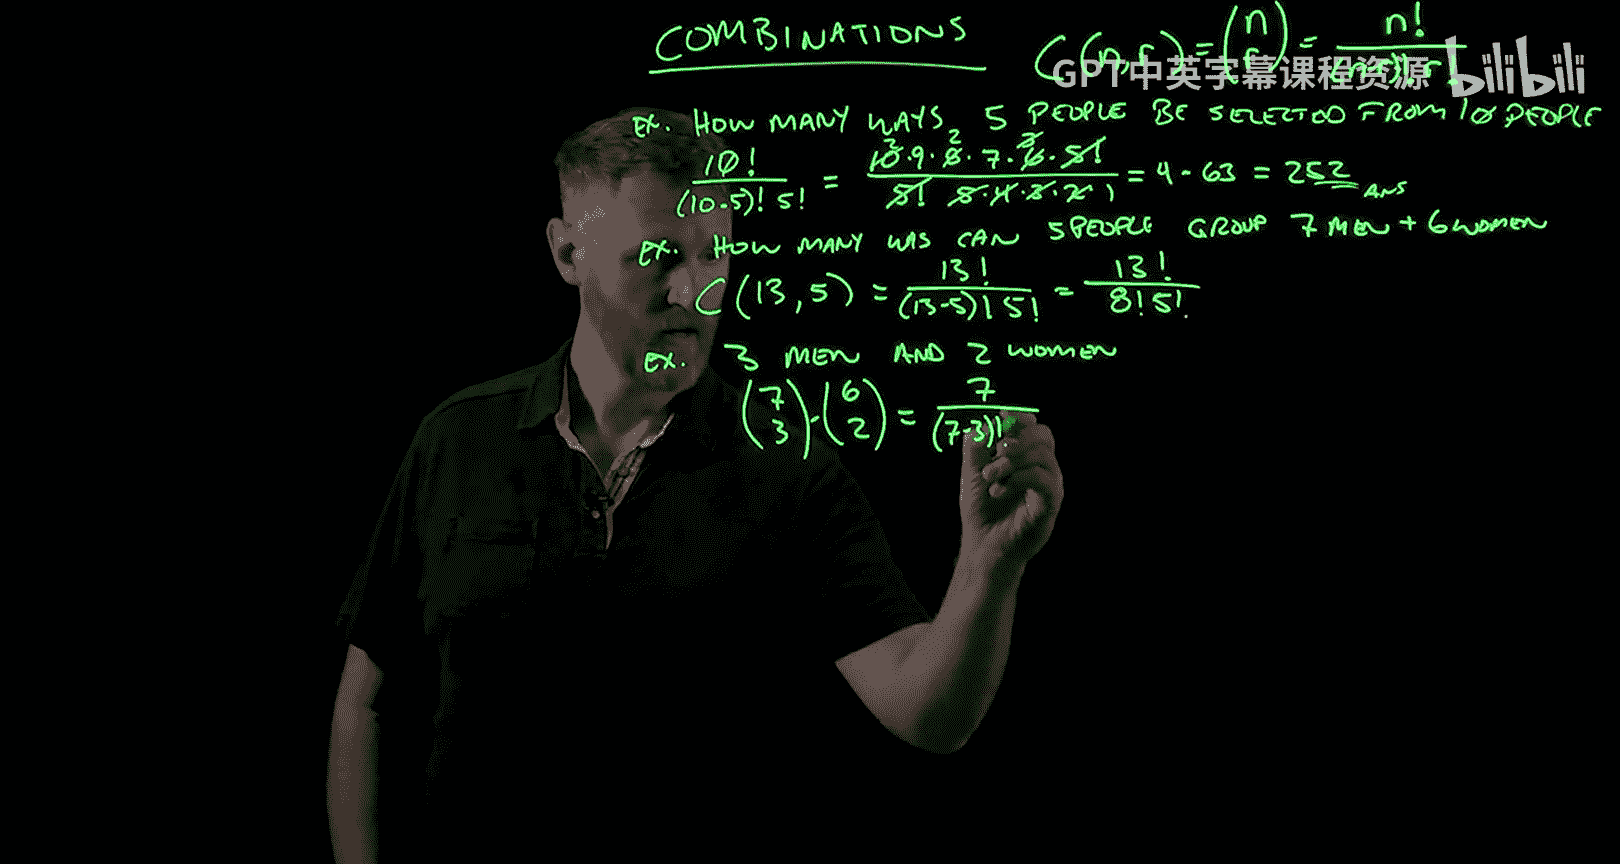 COMBINATIONS C(n,r) = (n r) = n! / (n-r)! r!
GPT中英字幕课程资源 bilibili
EX. HOW MANY WAYS 5 PEOPLE BE SELECTED FROM 10 PEOPLE
10! / (10-5)! 5! = 10·9·8·7·6·5! / 5! 5·4·3·2·1 = 4·63 = 252 ANS
2 2 2
EX. HOW MANY WAS CAN 5 PEOPLE GROUP 7 MEN + 6 WOMEN
C(13,5) = 13! / (13-5)! 5! = 13! / 8! 5!
EX. 3 MEN AND 2 WOMEN
(7 3)·(6 2) = 7 / (7-3)!